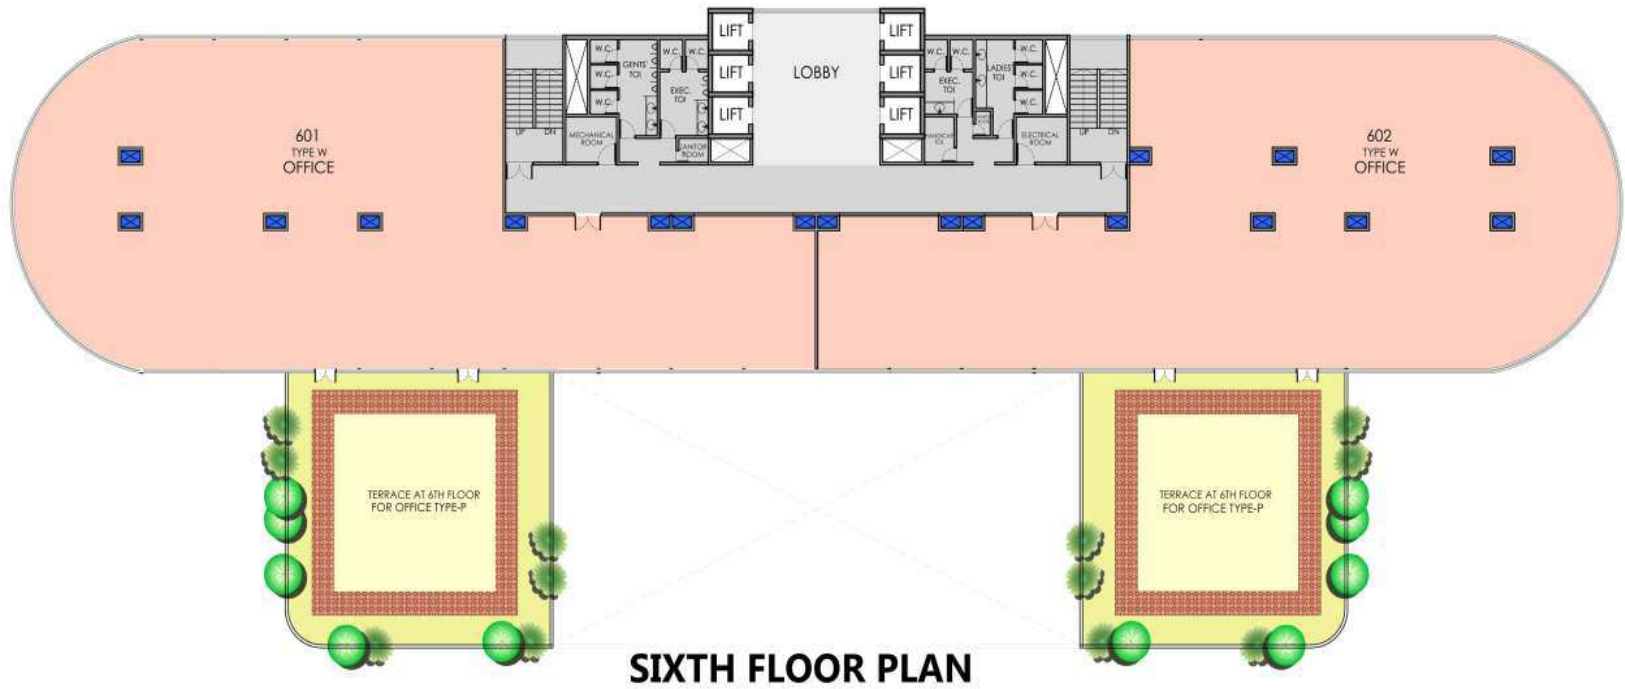 LIFT
LIFT
LIFT
LOBBY
LIFT
LIFT
LIFT
W.C.
W.C.
W.C.
GENTS'
TOI
W.C.
W.C.
EXEC.
TOI
MECHANICAL
ROOM
JANITOR
ROOM
UP
DN
W.C.
W.C.
EXEC.
TOI
LADIES'
TOI
W.C.
W.C.
W.C.
HANDICAP
TOI
ELECTRICAL
ROOM
UP
DN
601
TYPE W
OFFICE
602
TYPE W
OFFICE
TERRACE AT 6TH FLOOR
FOR OFFICE TYPE-P
TERRACE AT 6TH FLOOR
FOR OFFICE TYPE-P
SIXTH FLOOR PLAN